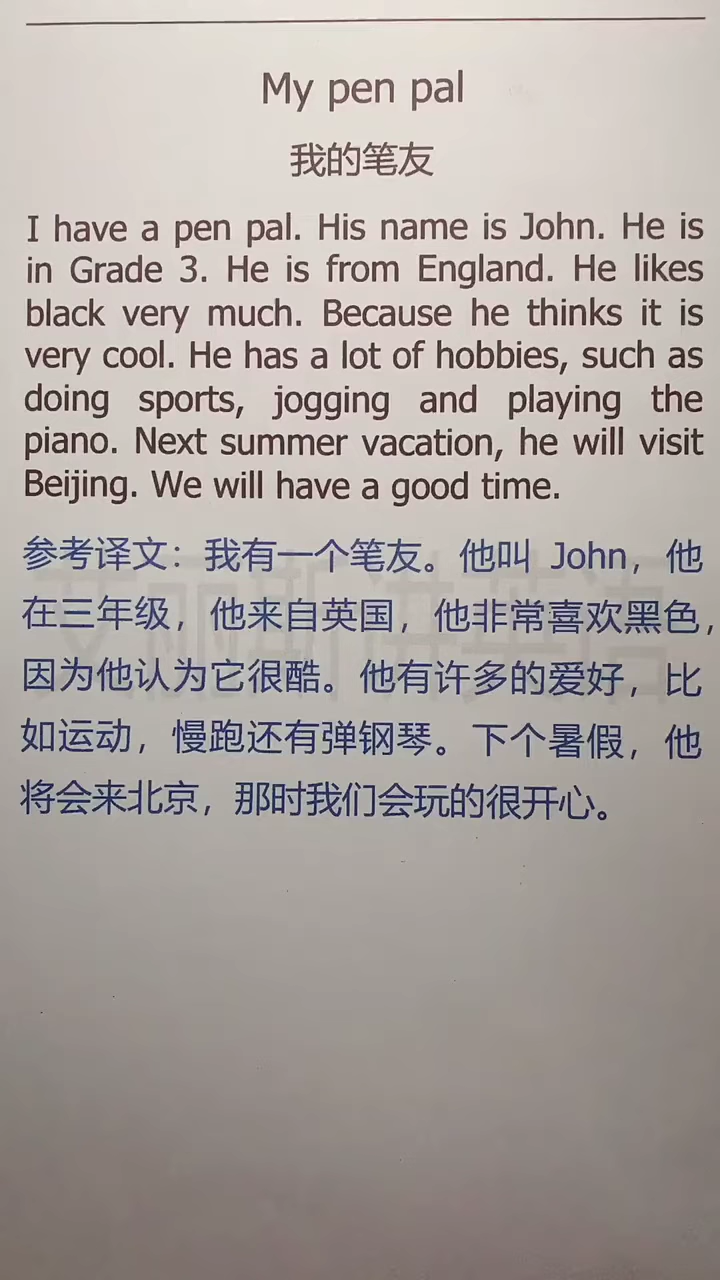 My pen pal
我的笔友
I have a pen pal. His name is John. He is
in Grade 3. He is from England. He likes
black very much. Because he thinks it is
very cool. He has a lot of hobbies, such as
doing sports, jogging and playing the
piano. Next summer vacation, he will visit
Beijing. We will have a good time.
参考译文：我有一个笔友。他叫 John，他
在三年级，他来自英国，他非常喜欢黑色，
因为他认为它很酷。他有许多的爱好，比
如运动，慢跑还有弹钢琴。下个暑假，他
将会来北京，那时我们会玩的很开心。